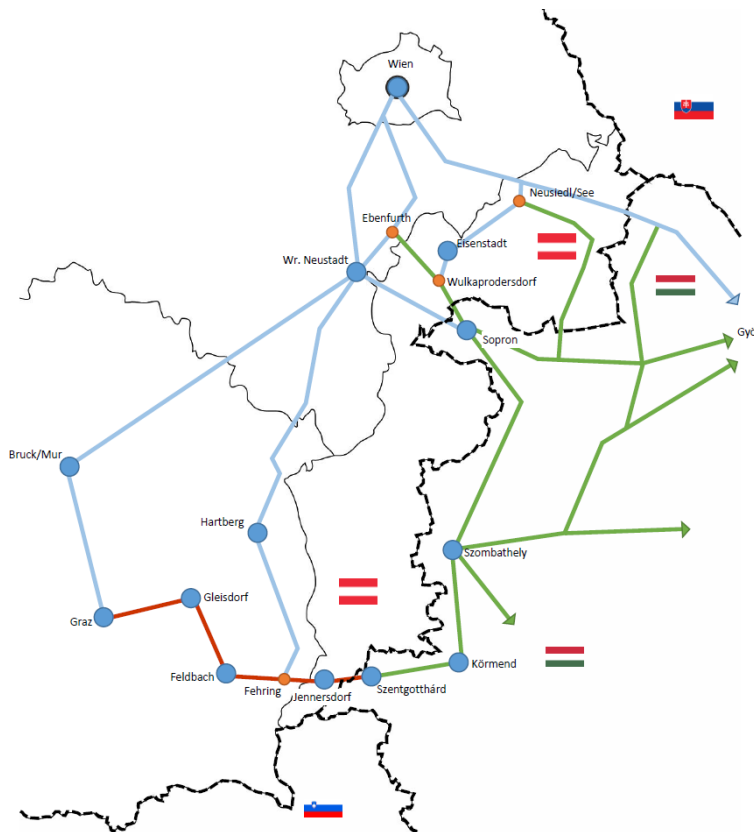 Wien
Neusiedl/See
Ebenfurth
Eisenstadt
Wr. Neustadt
Wulkaprodersdorf
Sopron
Gyö
Bruck/Mur
Hartberg
Szombathely
Gleisdorf
Graz
Körmend
Feldbach
Fehring
Szentgotthárd
Jennersdorf